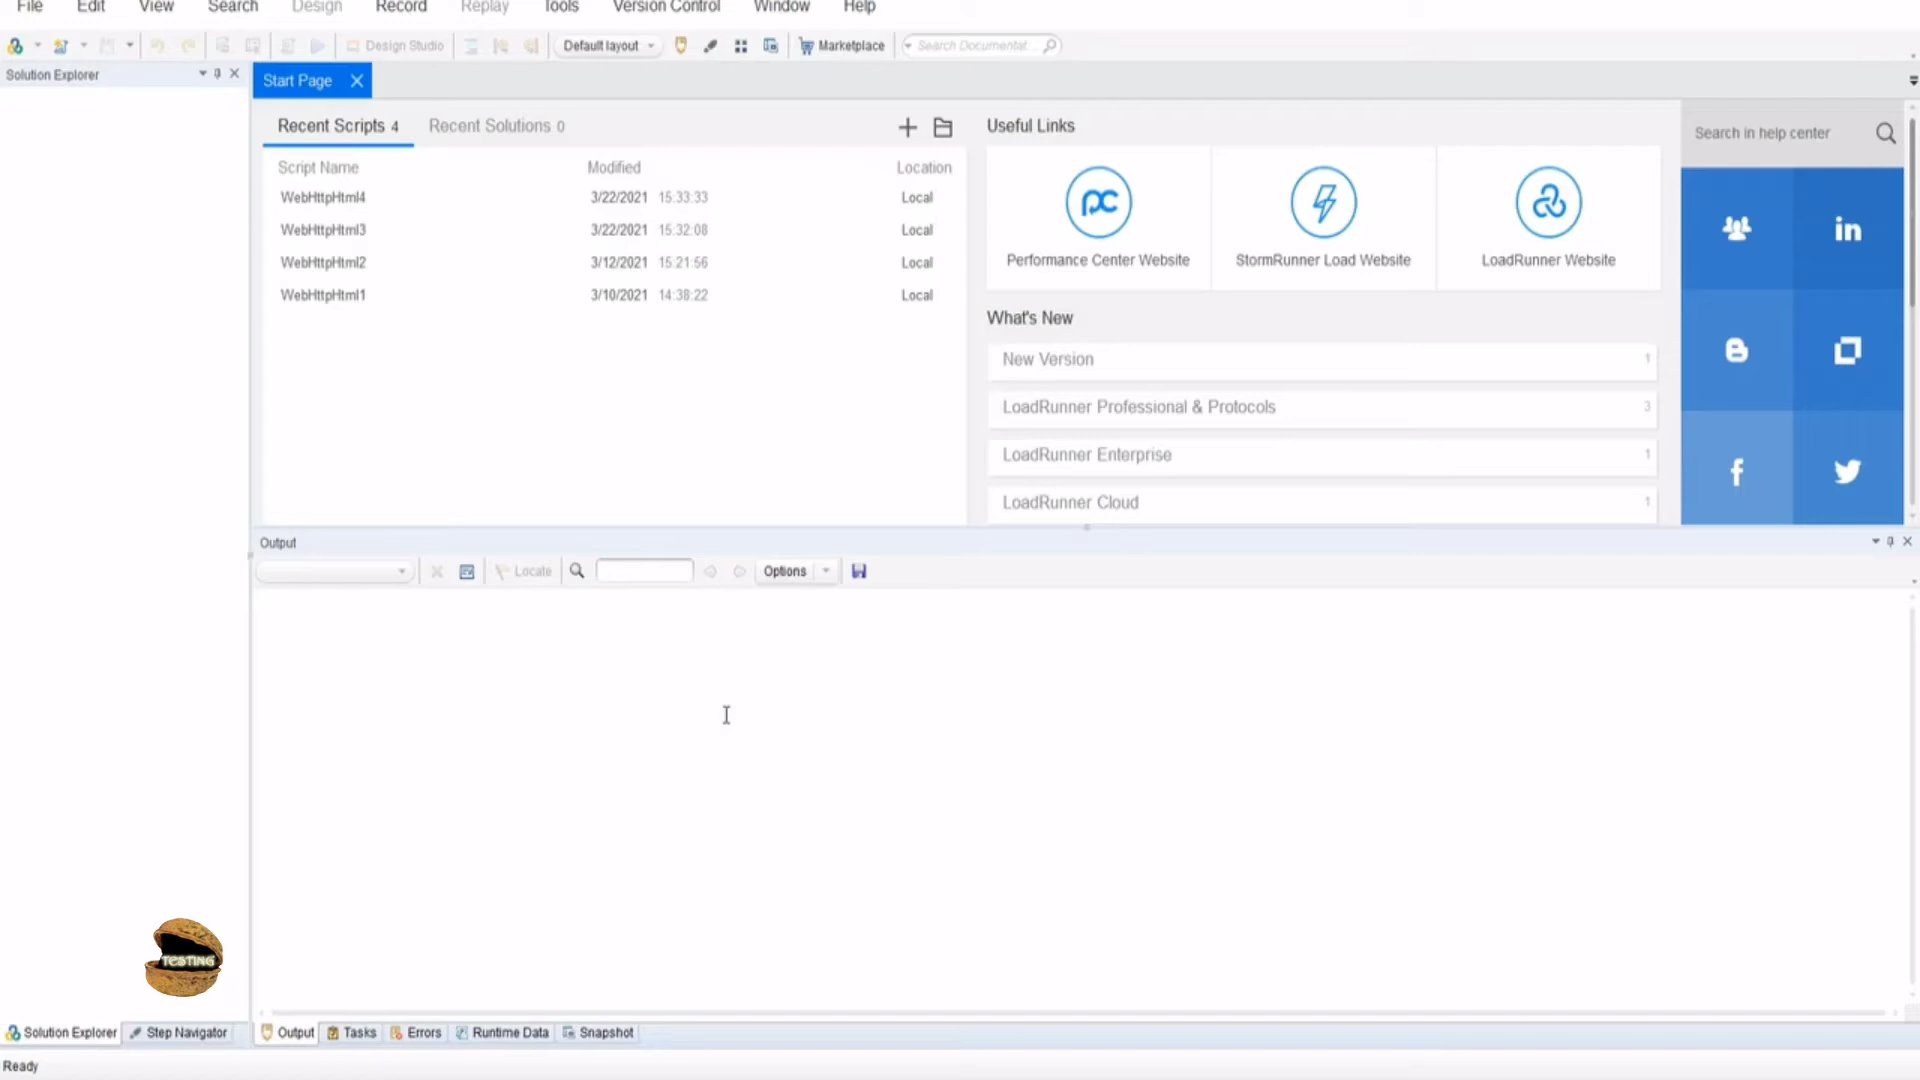 File Edit View Search Design Record Replay Tools Version Control Window Help
Design Studio Default layout Marketplace Search Documentat...
Solution Explorer
Start Page
Recent Scripts 4 Recent Solutions 0
Script Name Modified Location
WebHttpHtml4 3/22/2021 15:33:33 Local
WebHttpHtml3 3/22/2021 15:32:08 Local
WebHttpHtml2 3/12/2021 15:21:56 Local
WebHttpHtml1 3/10/2021 14:38:22 Local
Useful Links
Performance Center Website StormRunner Load Website LoadRunner Website
What's New
New Version 1
LoadRunner Professional & Protocols 3
LoadRunner Enterprise 1
LoadRunner Cloud 1
Search in help center
in
f
Output
Locate Options
TESTING
Solution Explorer Step Navigator Output Tasks Errors Runtime Data Snapshot
Ready